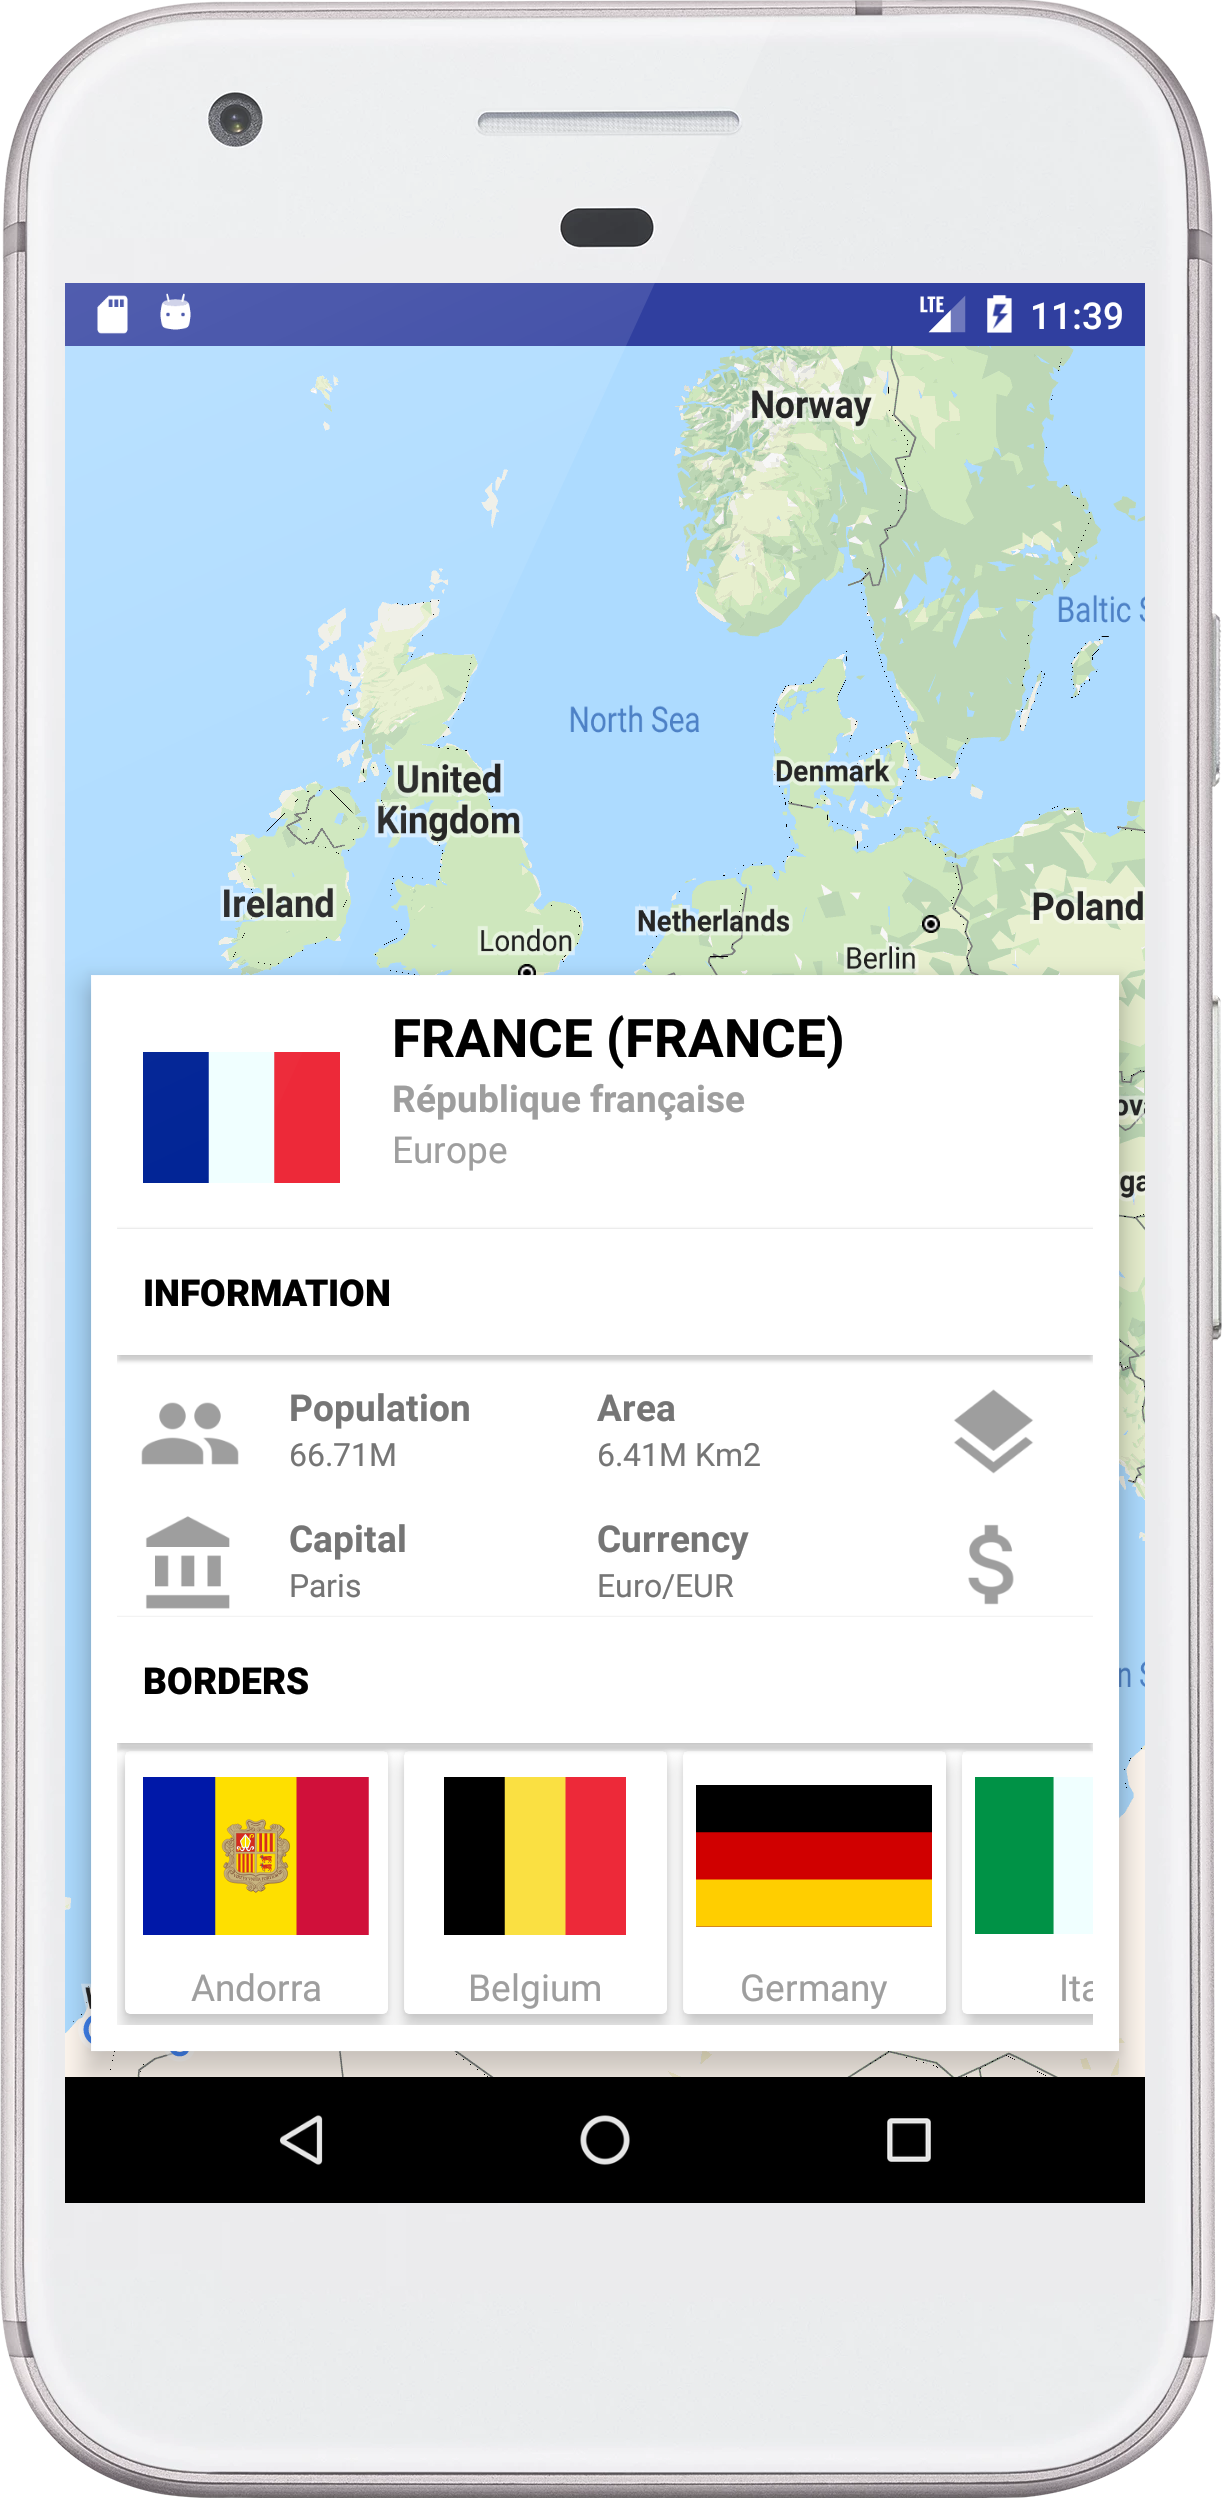 LTE 11:39
Norway
Baltic
North Sea
Denmark
United
Kingdom
Ireland
Netherlands
Poland
London
Berlin
FRANCE (FRANCE)
République française
Europe
INFORMATION
Population Area
66.71M 6.41M Km2
Capital Currency
Paris Euro/EUR
BORDERS
Andorra Belgium Germany